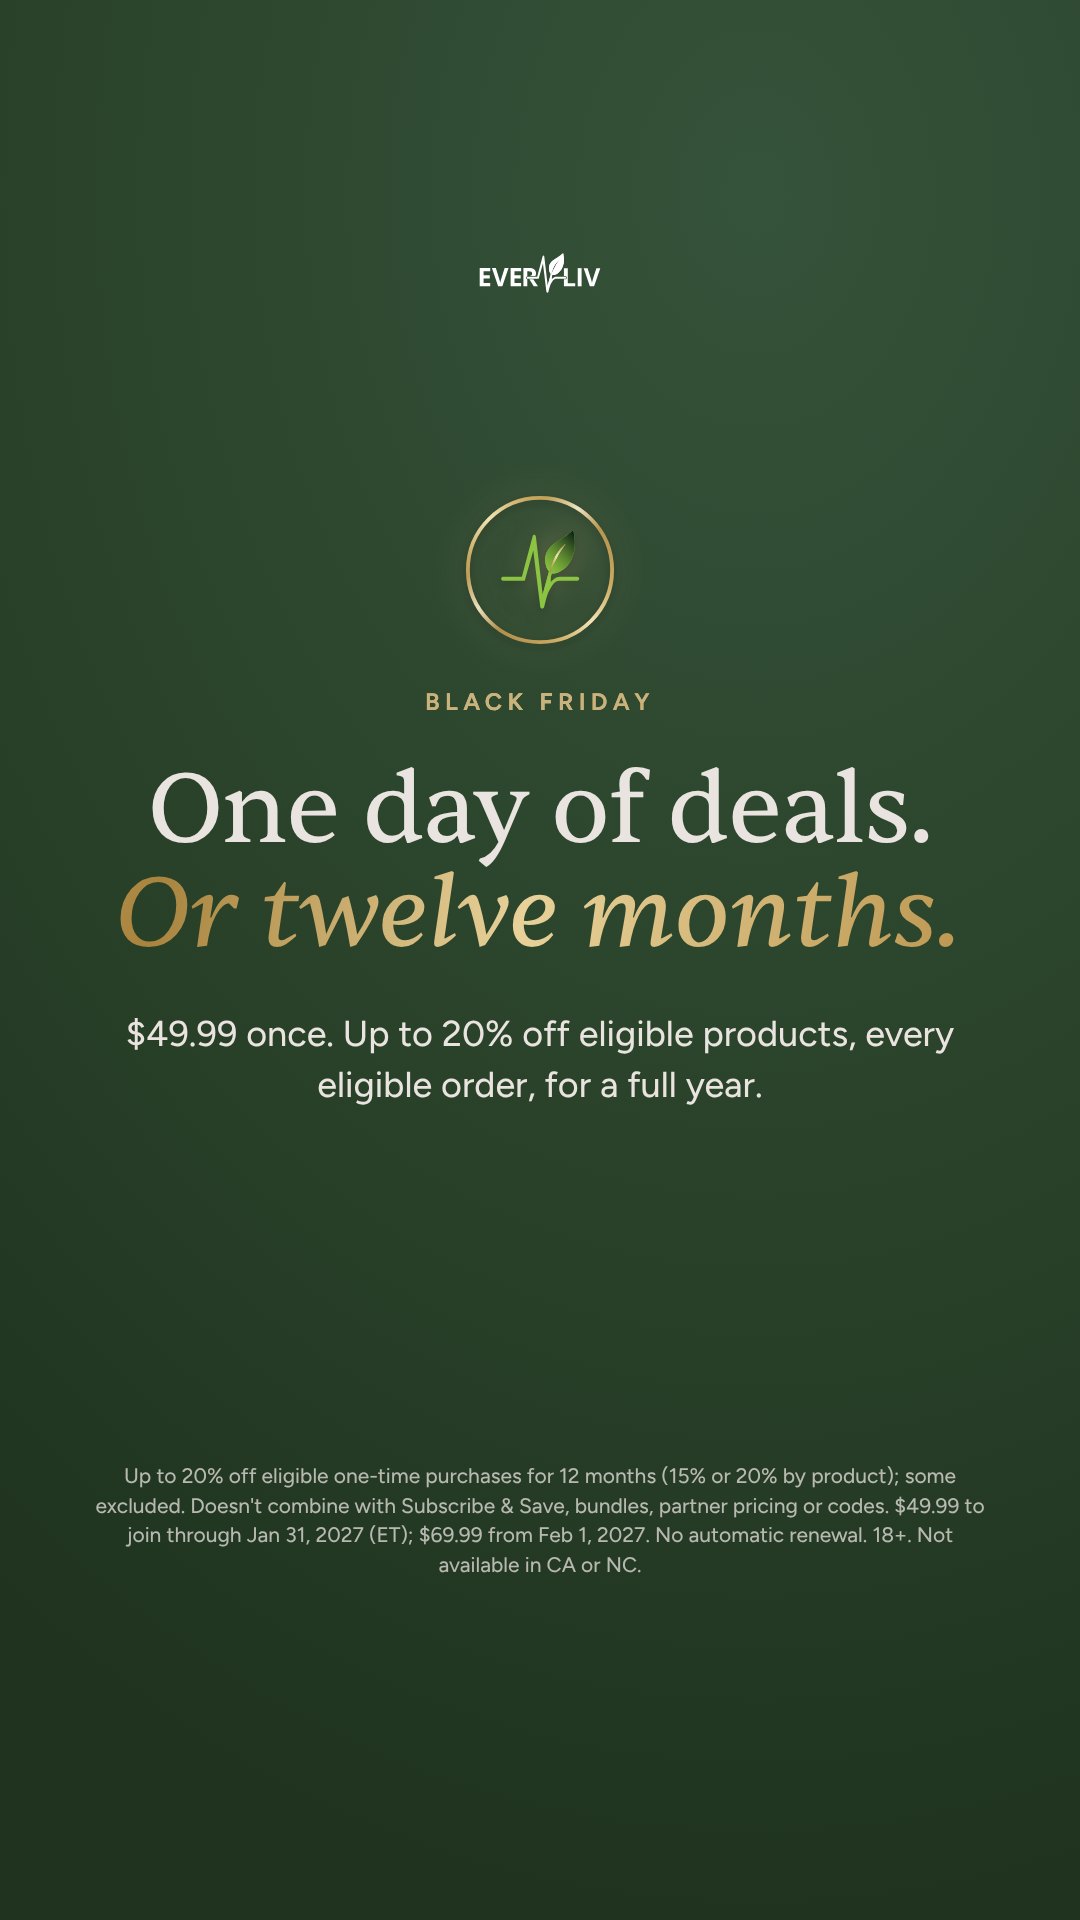 EVER LIV
BLACK FRIDAY
One day of deals.
Or twelve months.
$49.99 once. Up to 20% off eligible products, every
eligible order, for a full year.
Up to 20% off eligible one-time purchases for 12 months (15% or 20% by product); some
excluded. Doesn't combine with Subscribe & Save, bundles, partner pricing or codes. $49.99 to
join through Jan 31, 2027 (ET); $69.99 from Feb 1, 2027. No automatic renewal. 18+. Not
available in CA or NC.